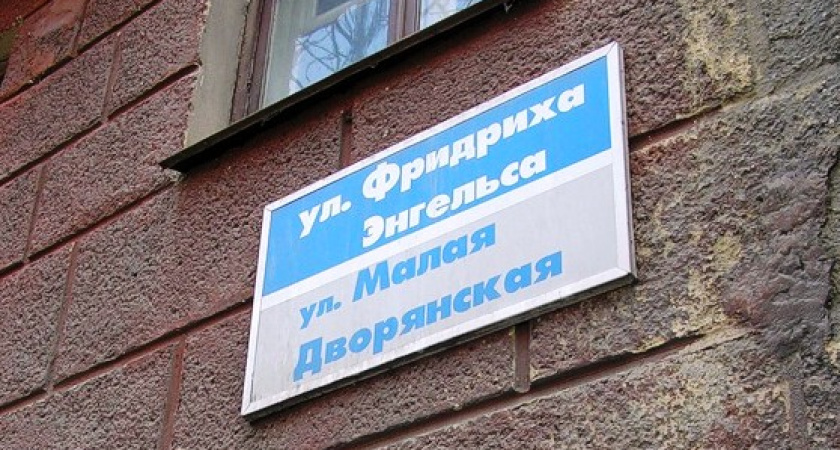 ул. Фридриха
Энгельса
ул. Малая
Дворянская